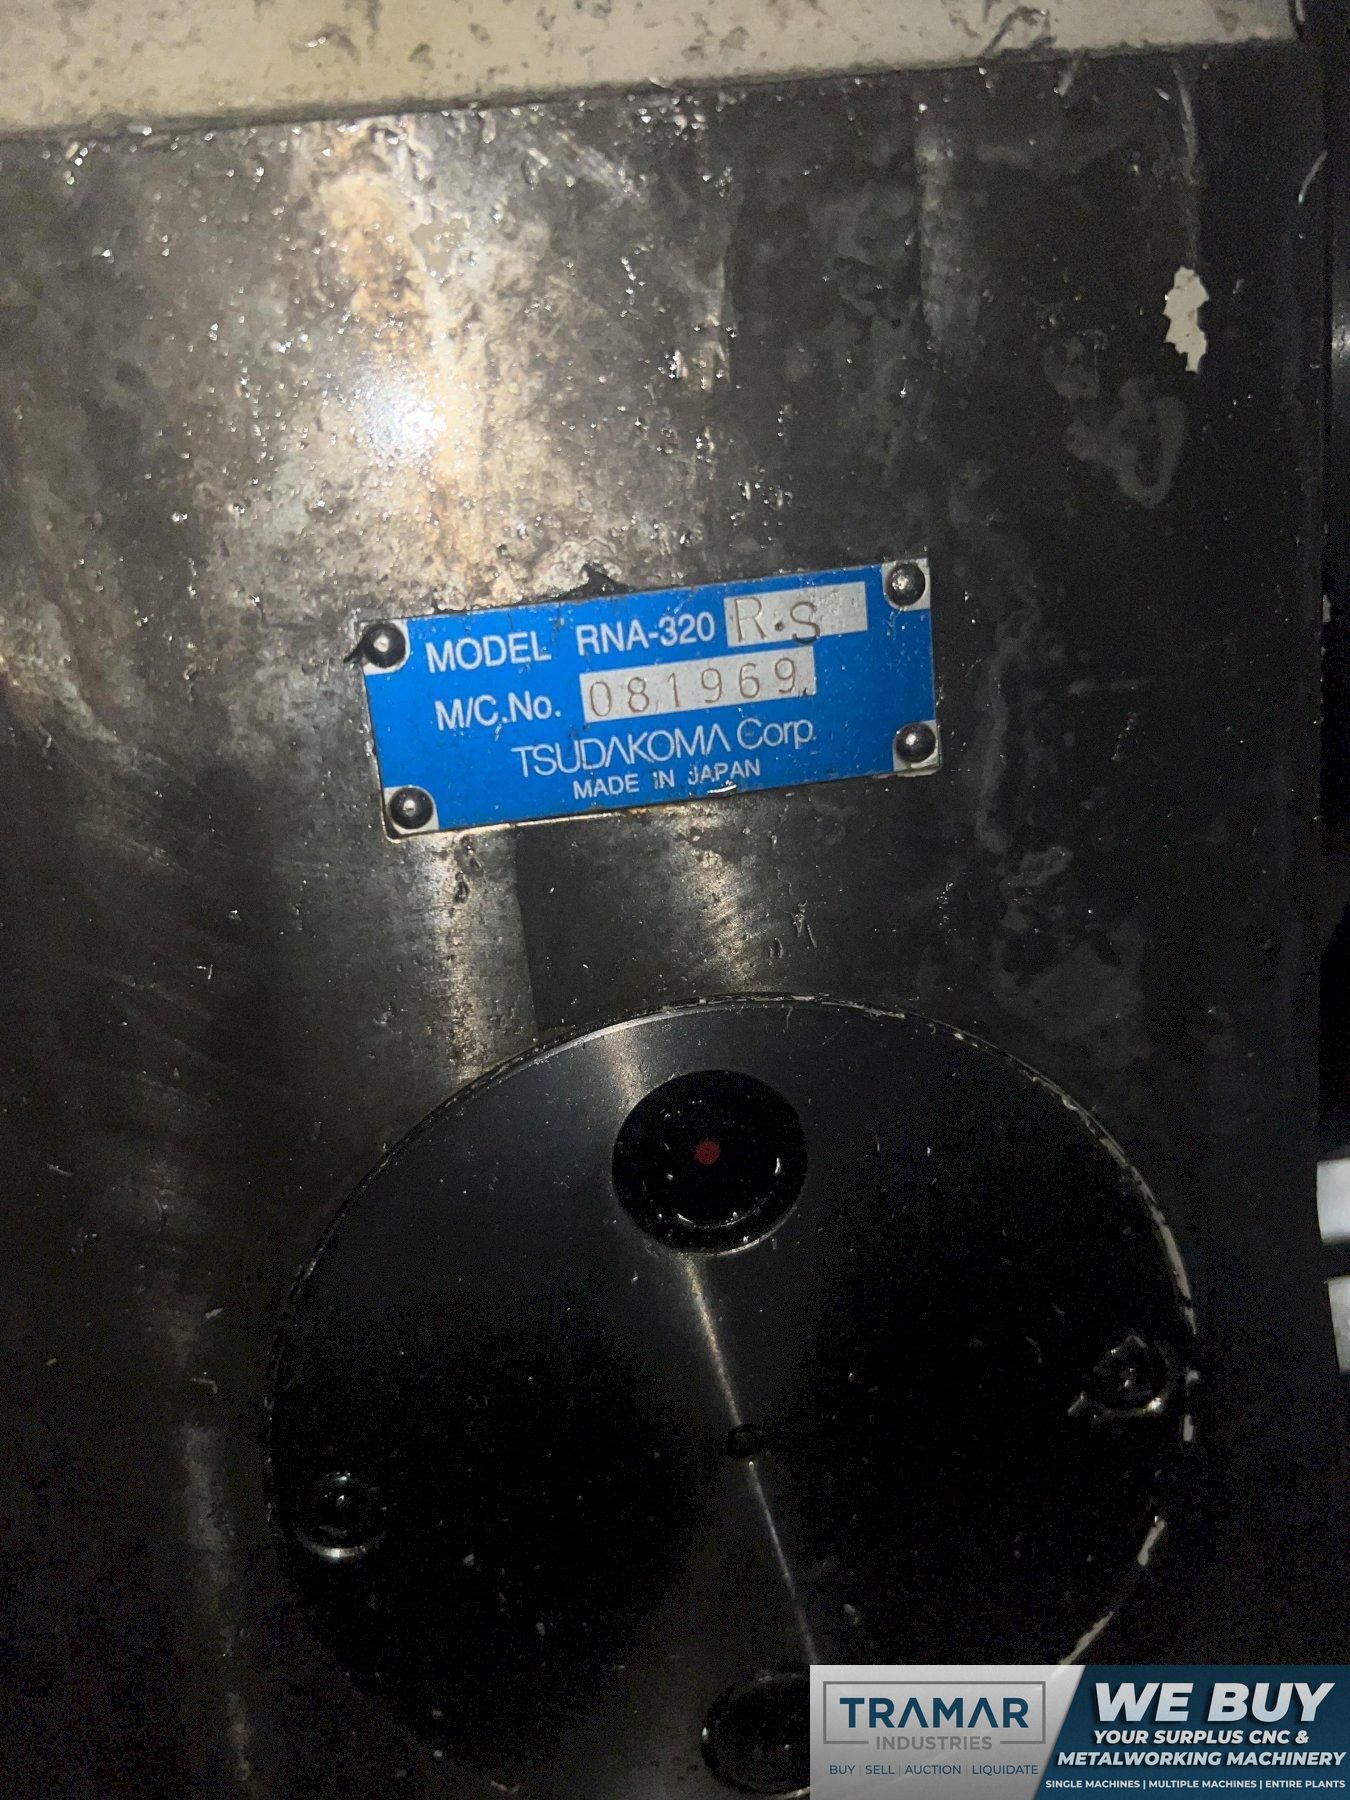 MODEL RNA-320 R·S
M/C.No. 081969
TSUDAKOMA Corp.
MADE IN JAPAN
TRAMAR
INDUSTRIES
BUY | SELL | AUCTION | LIQUIDATE
WE BUY
YOUR SURPLUS CNC &
METALWORKING MACHINERY
SINGLE MACHINES | MULTIPLE MACHINES | ENTIRE PLANTS